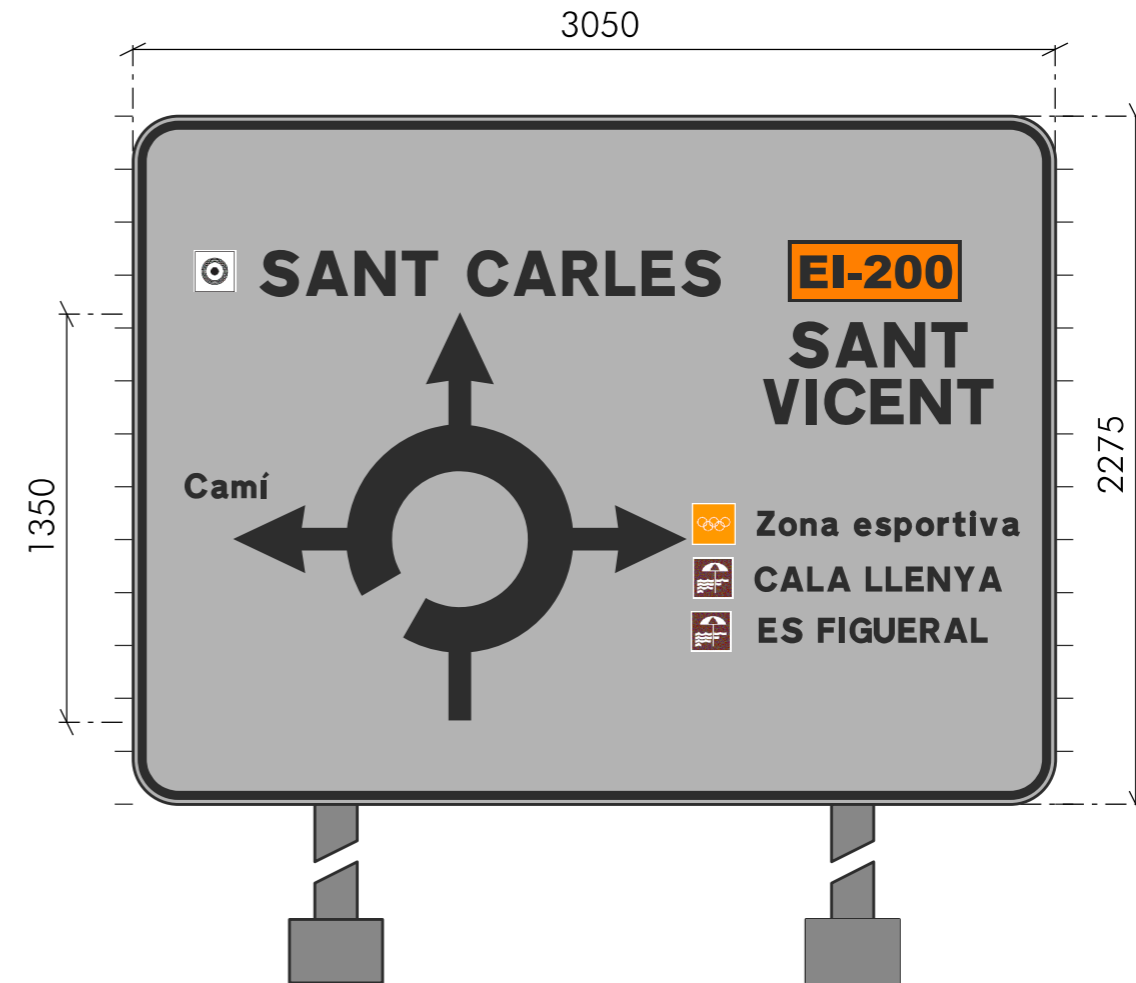 3050
SANT CARLES
EI-200
SANT
VICENT
1350
2275
Camí
Zona esportiva
CALA LLENYA
ES FIGUERAL